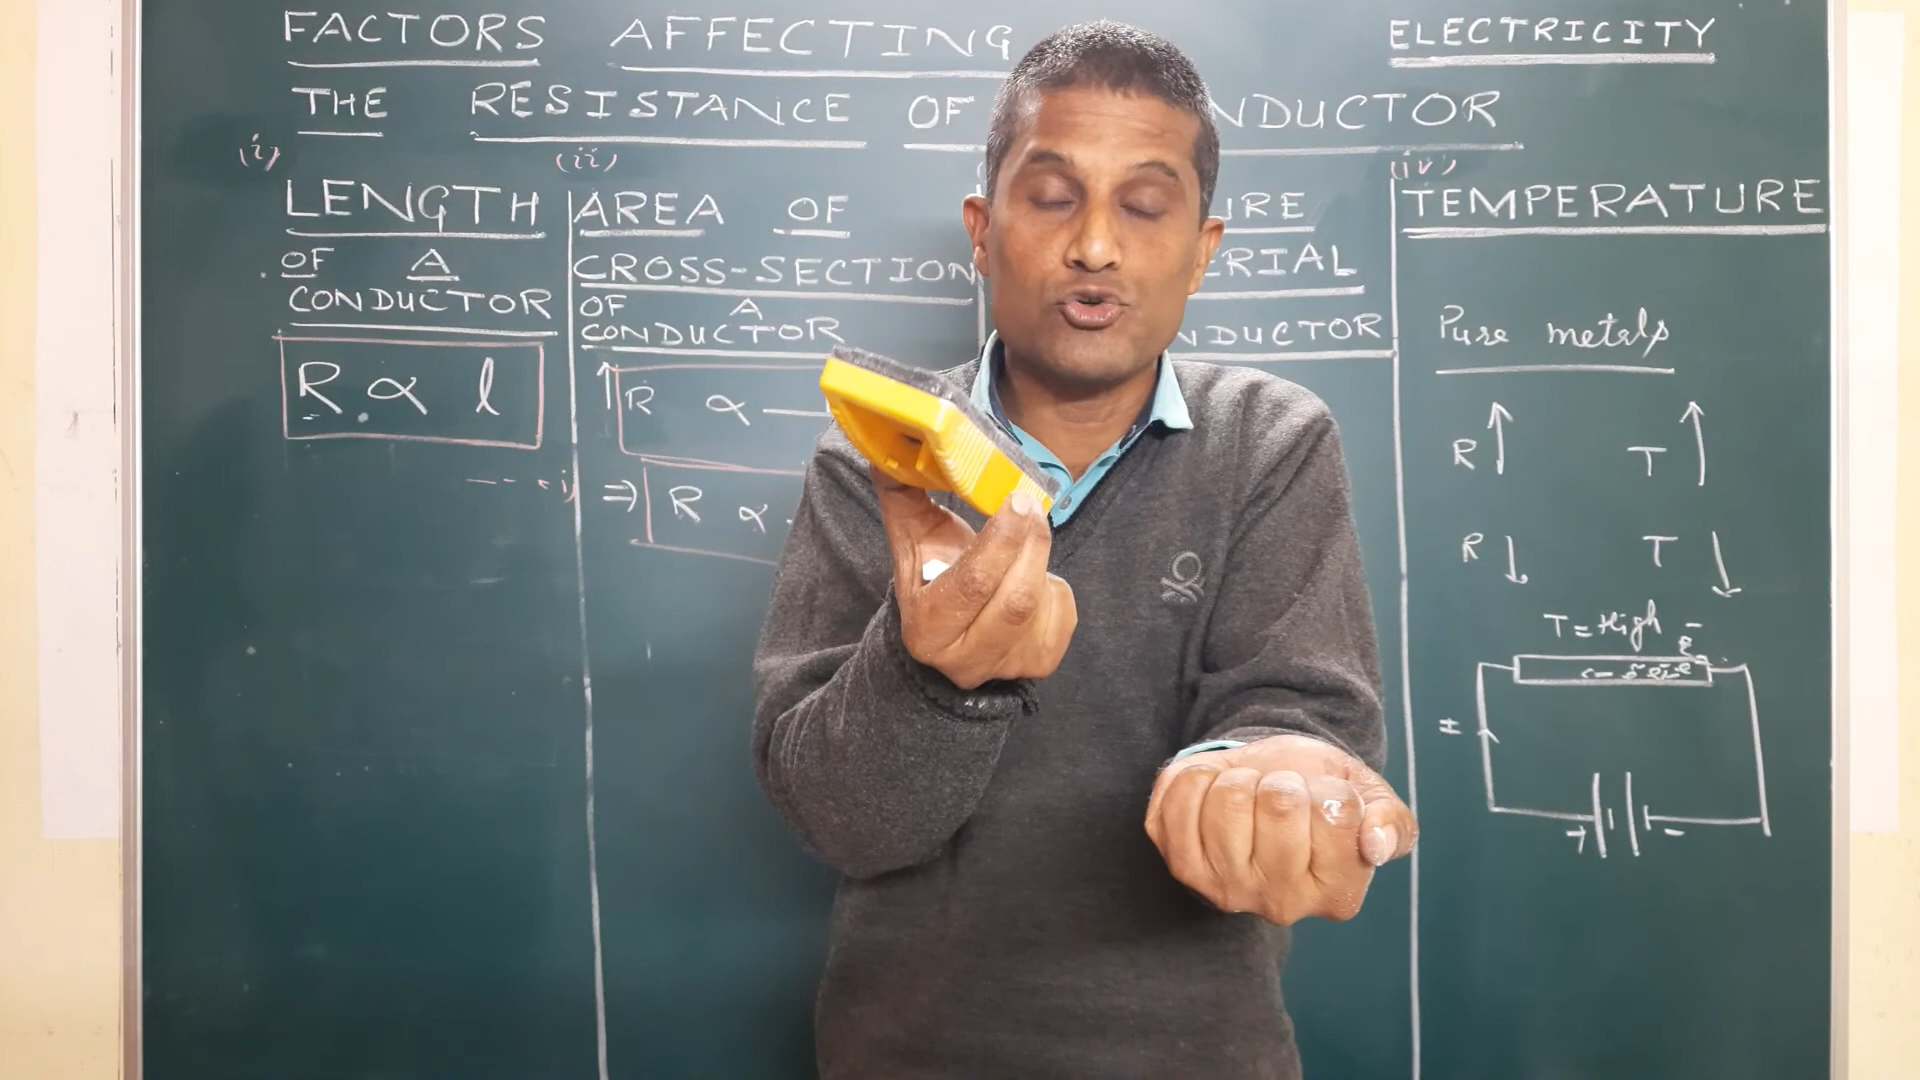 FACTORS AFFECTING
ELECTRICITY
THE RESISTANCE OF NDUCTOR
(i)
LENGTH
OF A
CONDUCTOR
R ∝ l
--- (i)
(ii)
AREA OF
CROSS-SECTION
OF A
CONDUCTOR
↑R ∝ —
⇒ R ∝
URE
ERIAL
NDUCTOR
(iv)
TEMPERATURE
Pure metals
R ↑ T ↑
R ↓ T ↓
T = High
I